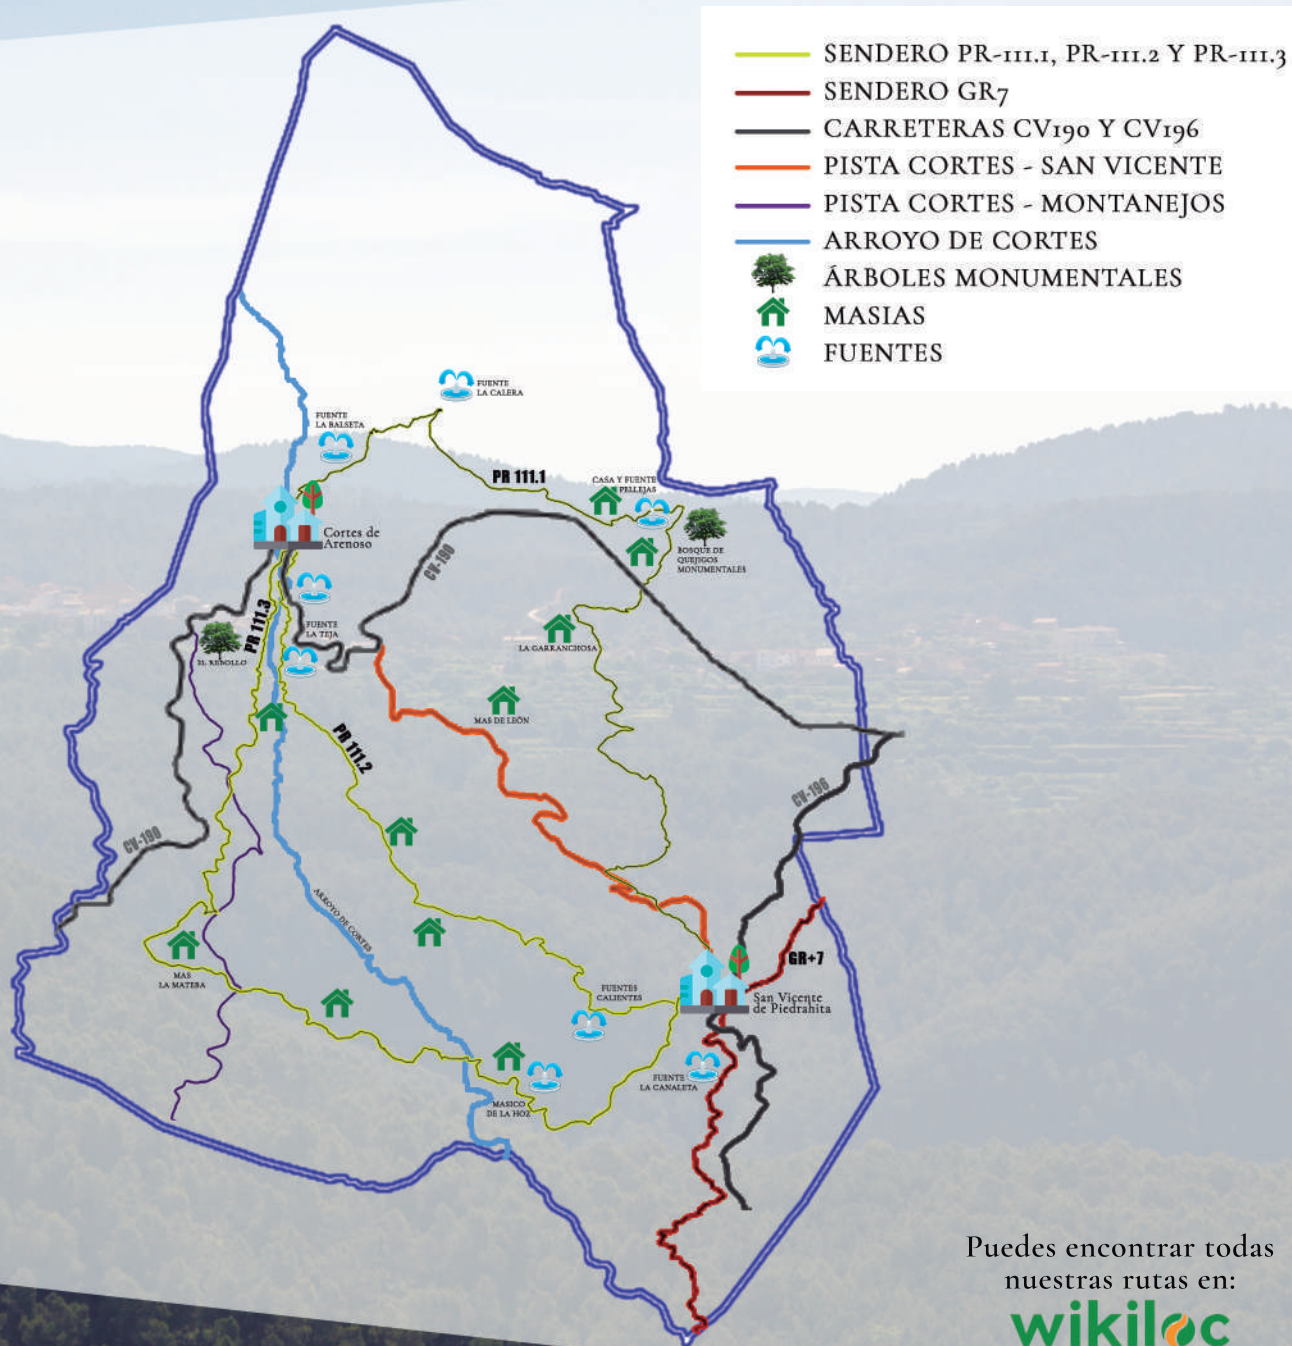 SENDERO PR-111.1, PR-111.2 Y PR-111.3
SENDERO GR7
CARRETERAS CV190 Y CV196
PISTA CORTES - SAN VICENTE
PISTA CORTES - MONTANEJOS
ARROYO DE CORTES
ÁRBOLES MONUMENTALES
MASIAS
FUENTES
FUENTE
LA CALERA
FUENTE
LA BALSETA
PR 111.1
CASA Y FUENTE
PELLEJAS
Cortes de
Arenoso
BOSQUE DE
QUEJIGOS
MONUMENTALES
CV-190
PR 111.3
FUENTE
LA TEJA
EL REBOLLO
LA GARRANCHOSA
MAS DE LEÓN
PR 111.2
CV-196
CV-190
ARROYO DE CORTES
MAS
LA MATEBA
GR+7
FUENTES
CALIENTES
San Vicente
de Piedrahita
FUENTE
LA CANALETA
MASICO
DE LA HOZ
Puedes encontrar todas
nuestras rutas en:
wikiloc